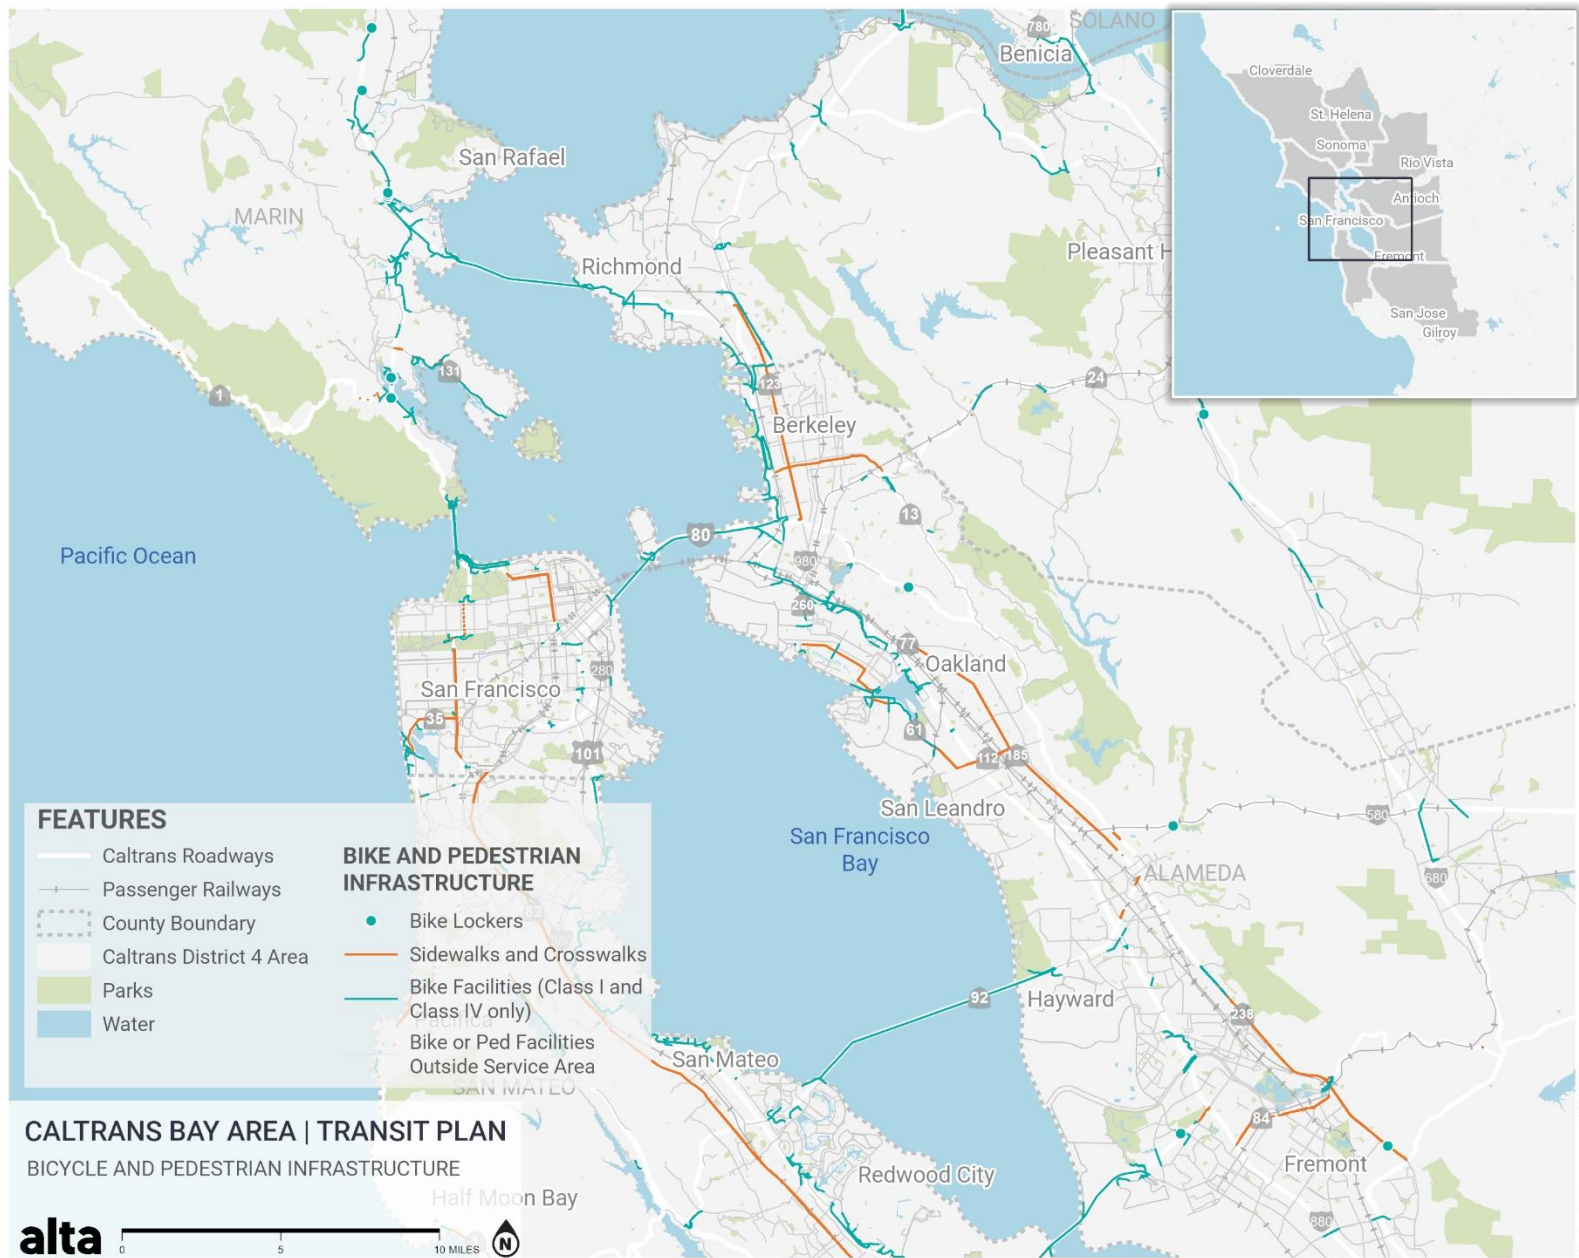 SOLANO
780
Benicia
Cloverdale
St. Helena
Sonoma
Rio Vista
Antioch
San Francisco
Fremont
San Jose
Gilroy
San Rafael
MARIN
Richmond
Pleasant H
131
1
123
24
Berkeley
13
80
Pacific Ocean
980
260
77
Oakland
280
San Francisco
35
61
101
112
185
San Leandro
580
San Francisco
Bay
ALAMEDA
680
FEATURES
Caltrans Roadways
Passenger Railways
County Boundary
Caltrans District 4 Area
Parks
Water
BIKE AND PEDESTRIAN
INFRASTRUCTURE
Bike Lockers
Sidewalks and Crosswalks
Bike Facilities (Class I and
Class IV only)
Bike or Ped Facilities
Outside Service Area
82
Pacifica
92
Hayward
238
San Mateo
SAN MATEO
84
Fremont
CALTRANS BAY AREA | TRANSIT PLAN
BICYCLE AND PEDESTRIAN INFRASTRUCTURE
Redwood City
Half Moon Bay
880
alta
0 5 10 MILES
N